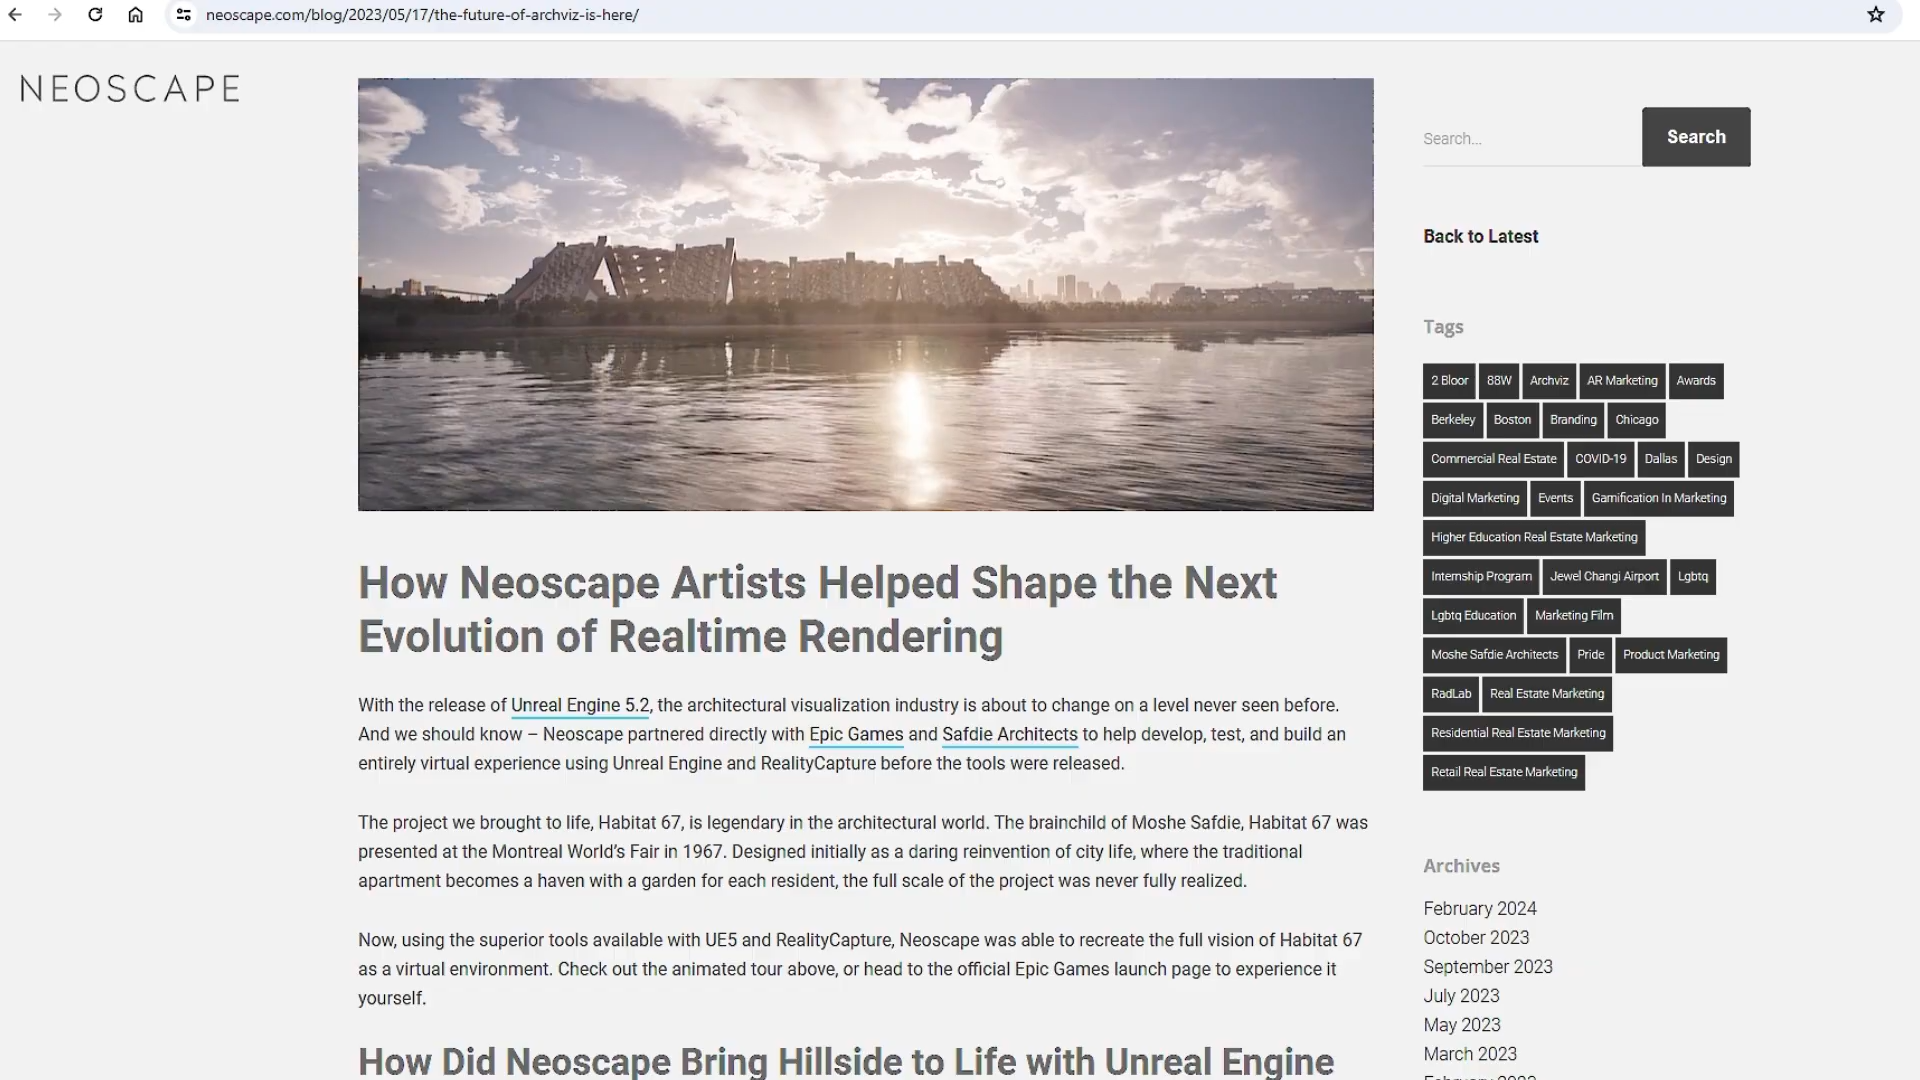 neoscape.com/blog/2023/05/17/the-future-of-archviz-is-here/
NEOSCAPE
How Neoscape Artists Helped Shape the Next
Evolution of Realtime Rendering
With the release of Unreal Engine 5.2, the architectural visualization industry is about to change on a level never seen before.
And we should know – Neoscape partnered directly with Epic Games and Safdie Architects to help develop, test, and build an
entirely virtual experience using Unreal Engine and RealityCapture before the tools were released.
The project we brought to life, Habitat 67, is legendary in the architectural world. The brainchild of Moshe Safdie, Habitat 67 was
presented at the Montreal World’s Fair in 1967. Designed initially as a daring reinvention of city life, where the traditional
apartment becomes a haven with a garden for each resident, the full scale of the project was never fully realized.
Now, using the superior tools available with UE5 and RealityCapture, Neoscape was able to recreate the full vision of Habitat 67
as a virtual environment. Check out the animated tour above, or head to the official Epic Games launch page to experience it
yourself.
How Did Neoscape Bring Hillside to Life with Unreal Engine
Search... Search
Back to Latest
Tags
2 Bloor 88W Archviz AR Marketing Awards
Berkeley Boston Branding Chicago
Commercial Real Estate COVID-19 Dallas Design
Digital Marketing Events Gamification In Marketing
Higher Education Real Estate Marketing
Internship Program Jewel Changi Airport Lgbtq
Lgbtq Education Marketing Film
Moshe Safdie Architects Pride Product Marketing
RadLab Real Estate Marketing
Residential Real Estate Marketing
Retail Real Estate Marketing
Archives
February 2024
October 2023
September 2023
July 2023
May 2023
March 2023